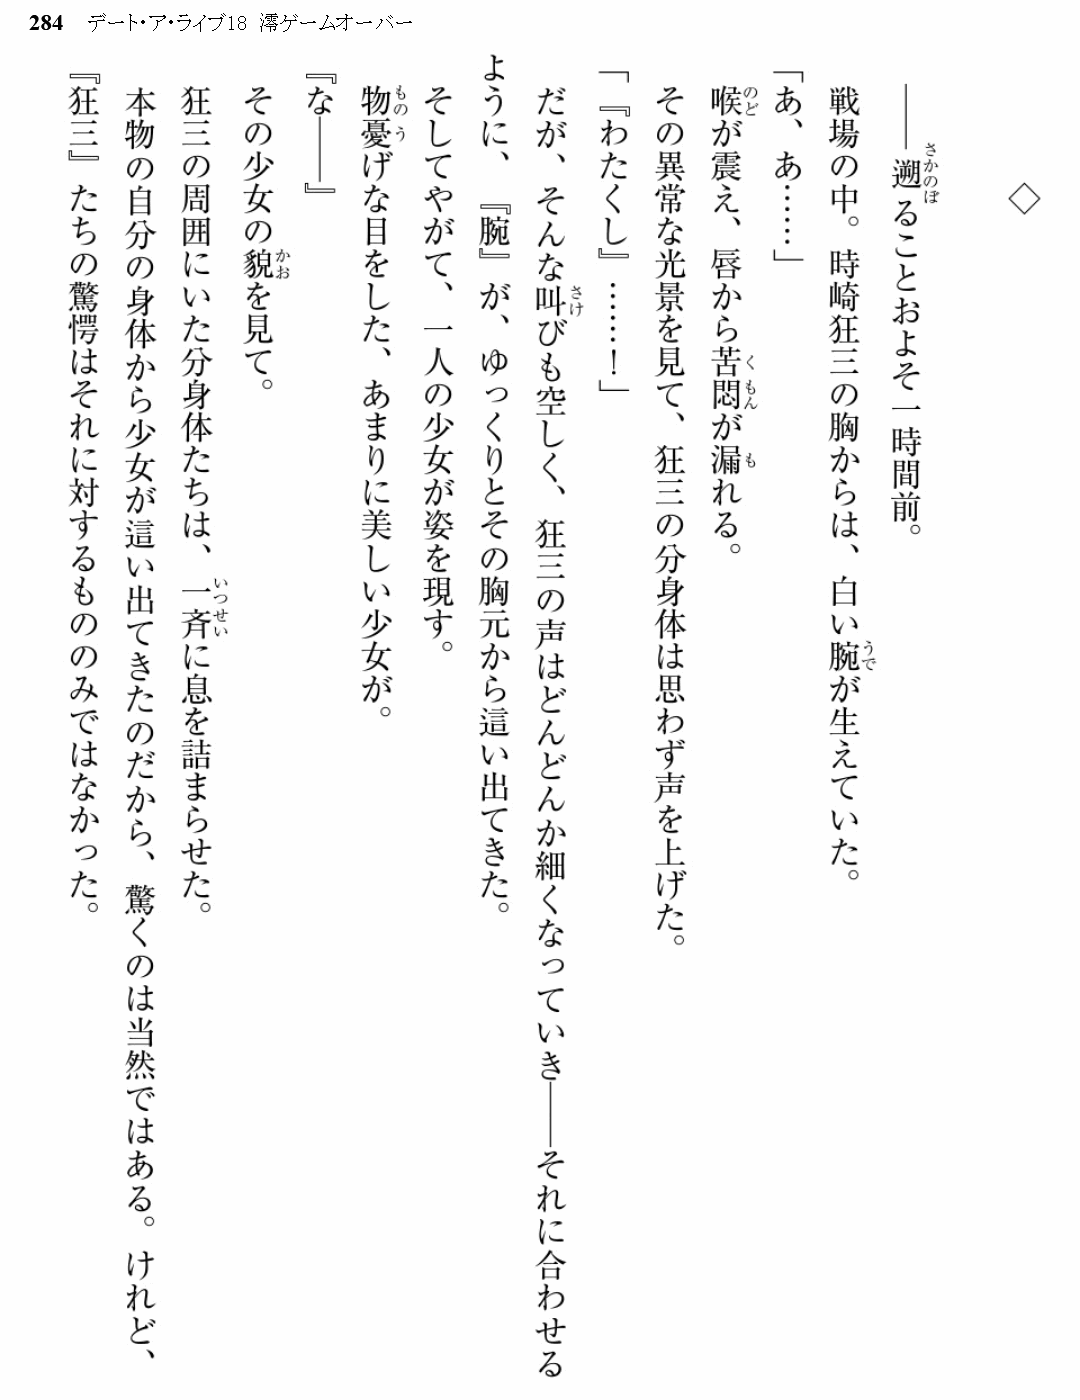 284 デート・ア・ライブ18 澪ゲームオーバー
◇
――遡ることおよそ一時間前。
戦場の中。時崎狂三の胸からは、白い腕が生えていた。
「あ、あ……」
喉が震え、唇から苦悶が漏れる。
その異常な光景を見て、狂三の分身体は思わず声を上げた。
「『わたくし』……！」
だが、そんな叫びも空しく、狂三の声はどんどんか細くなっていき――それに合わせる
ように、『腕』が、ゆっくりとその胸元から這い出てきた。
そしてやがて、一人の少女が姿を現す。
物憂げな目をした、あまりに美しい少女が。
『な――』
その少女の貌を見て。
狂三の周囲にいた分身体たちは、一斉に息を詰まらせた。
本物の自分の身体から少女が這い出てきたのだから、驚くのは当然ではある。けれど、
『狂三』たちの驚愕はそれに対するもののみではなかった。